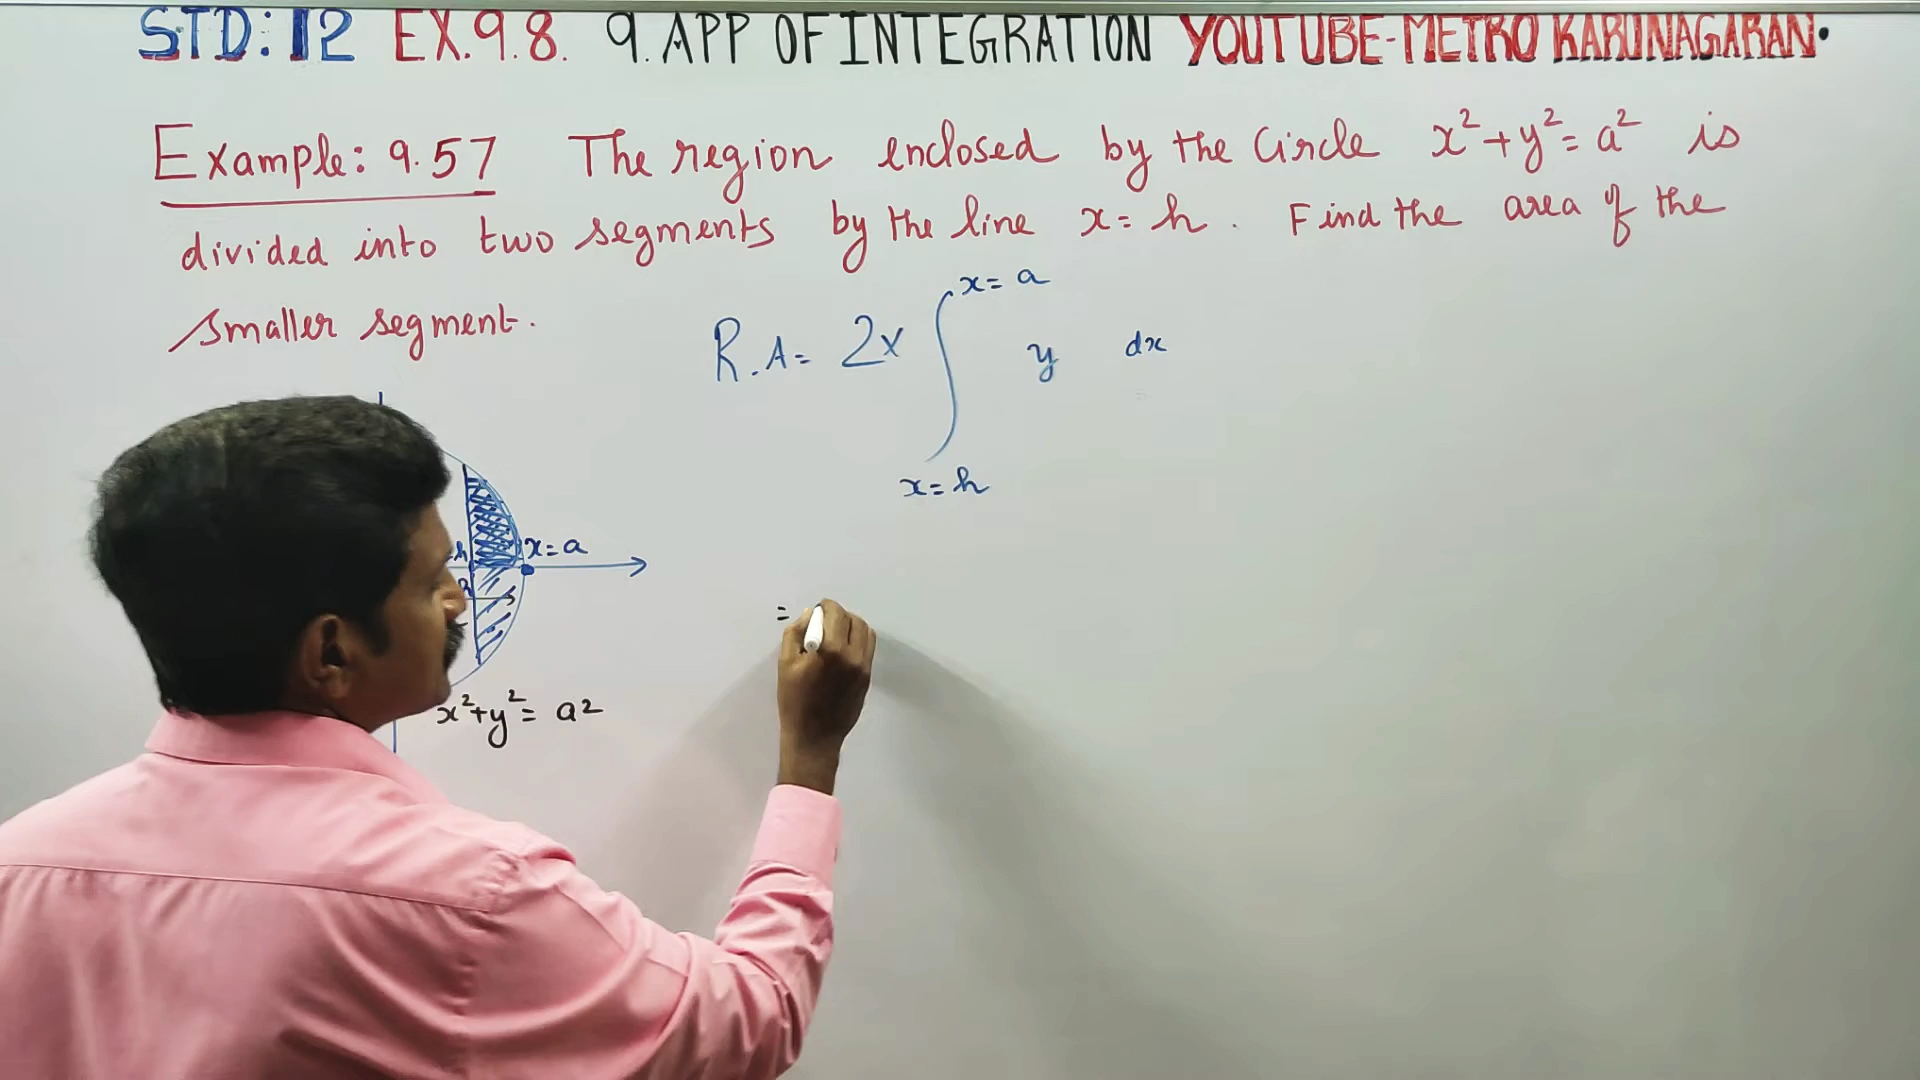 STD: 12 EX.9.8. 9. APP OF INTEGRATION YOUTUBE-METRO KARUNAGARAN.
Example: 9.57 The region enclosed by the Circle x²+y²= a² is
divided into two segments by the line x= h. Find the area of the
smaller segment.
R.A= 2x ∫ y dx
x= a
x= h
x= a
x²+y²= a²
=